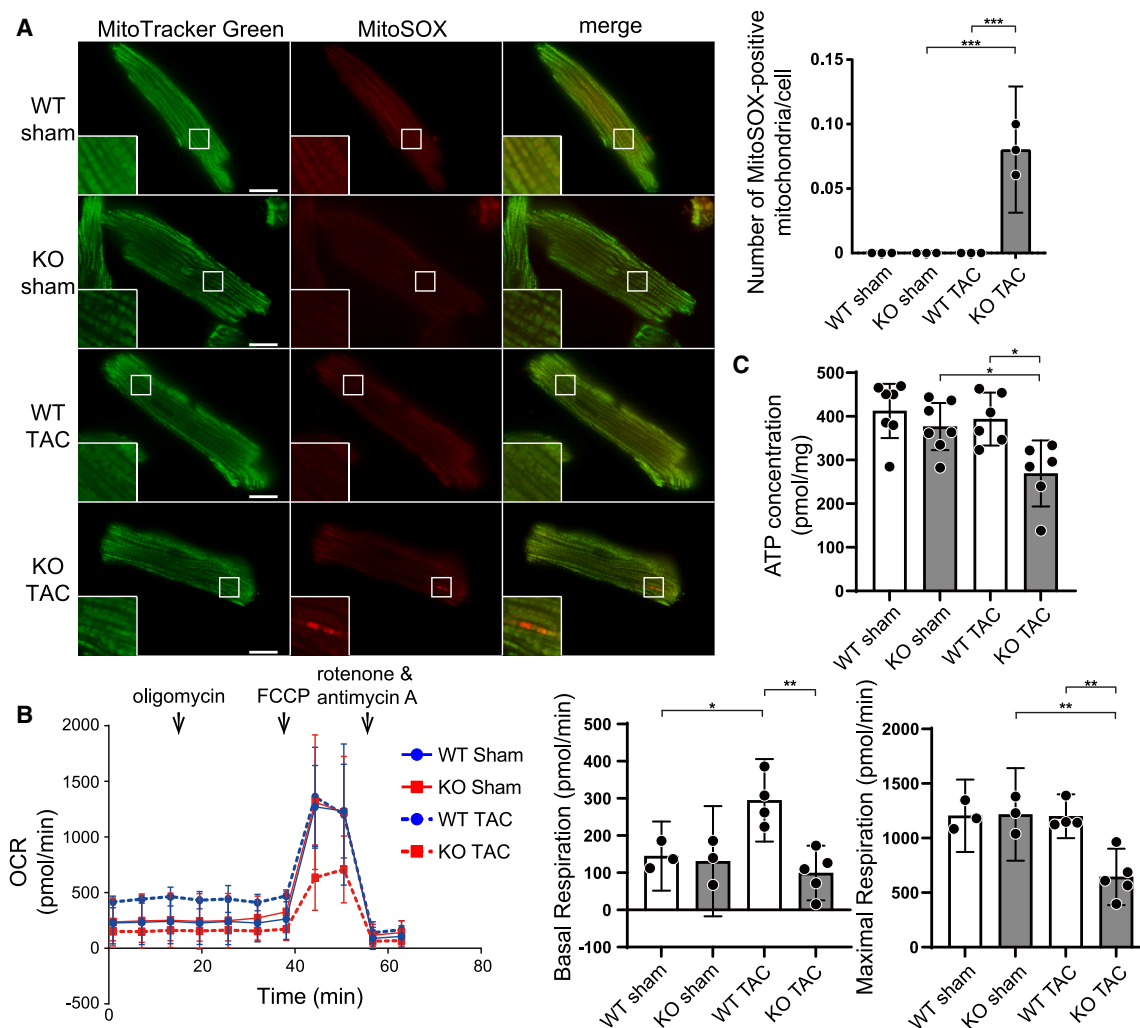 A
MitoTracker Green
MitoSOX
merge
WT
sham
KO
sham
WT
TAC
KO
TAC
Number of MitoSOX-positive
mitochondria/cell
***
***
0.15
0.10
0.05
0
WT sham
KO sham
WT TAC
KO TAC
C
ATP concentration
(pmol/mg)
*
*
500
400
300
200
100
0
WT sham
KO sham
WT TAC
KO TAC
B
oligomycin
FCCP
rotenone &
antimycin A
OCR
(pmol/min)
2000
1500
1000
500
0
-500
0
20
40
60
80
Time (min)
WT Sham
KO Sham
WT TAC
KO TAC
Basal Respiration (pmol/min)
*
**
500
400
300
200
100
0
-100
WT sham
KO sham
WT TAC
KO TAC
Maximal Respiration (pmol/min)
**
**
2000
1500
1000
500
0
WT sham
KO sham
WT TAC
KO TAC